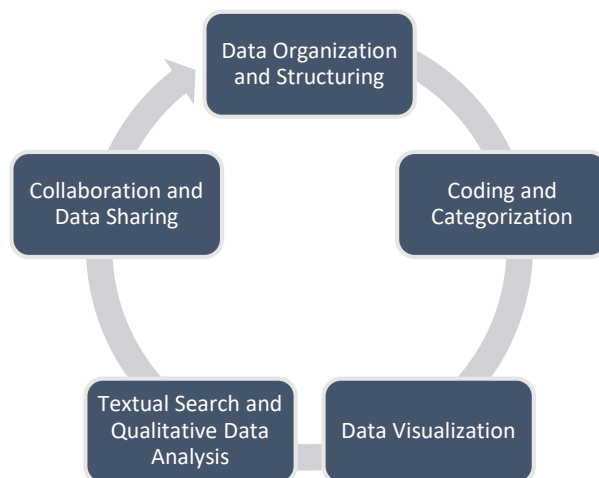 Data Organization
and Structuring
Coding and
Categorization
Data Visualization
Textual Search and
Qualitative Data
Analysis
Collaboration and
Data Sharing